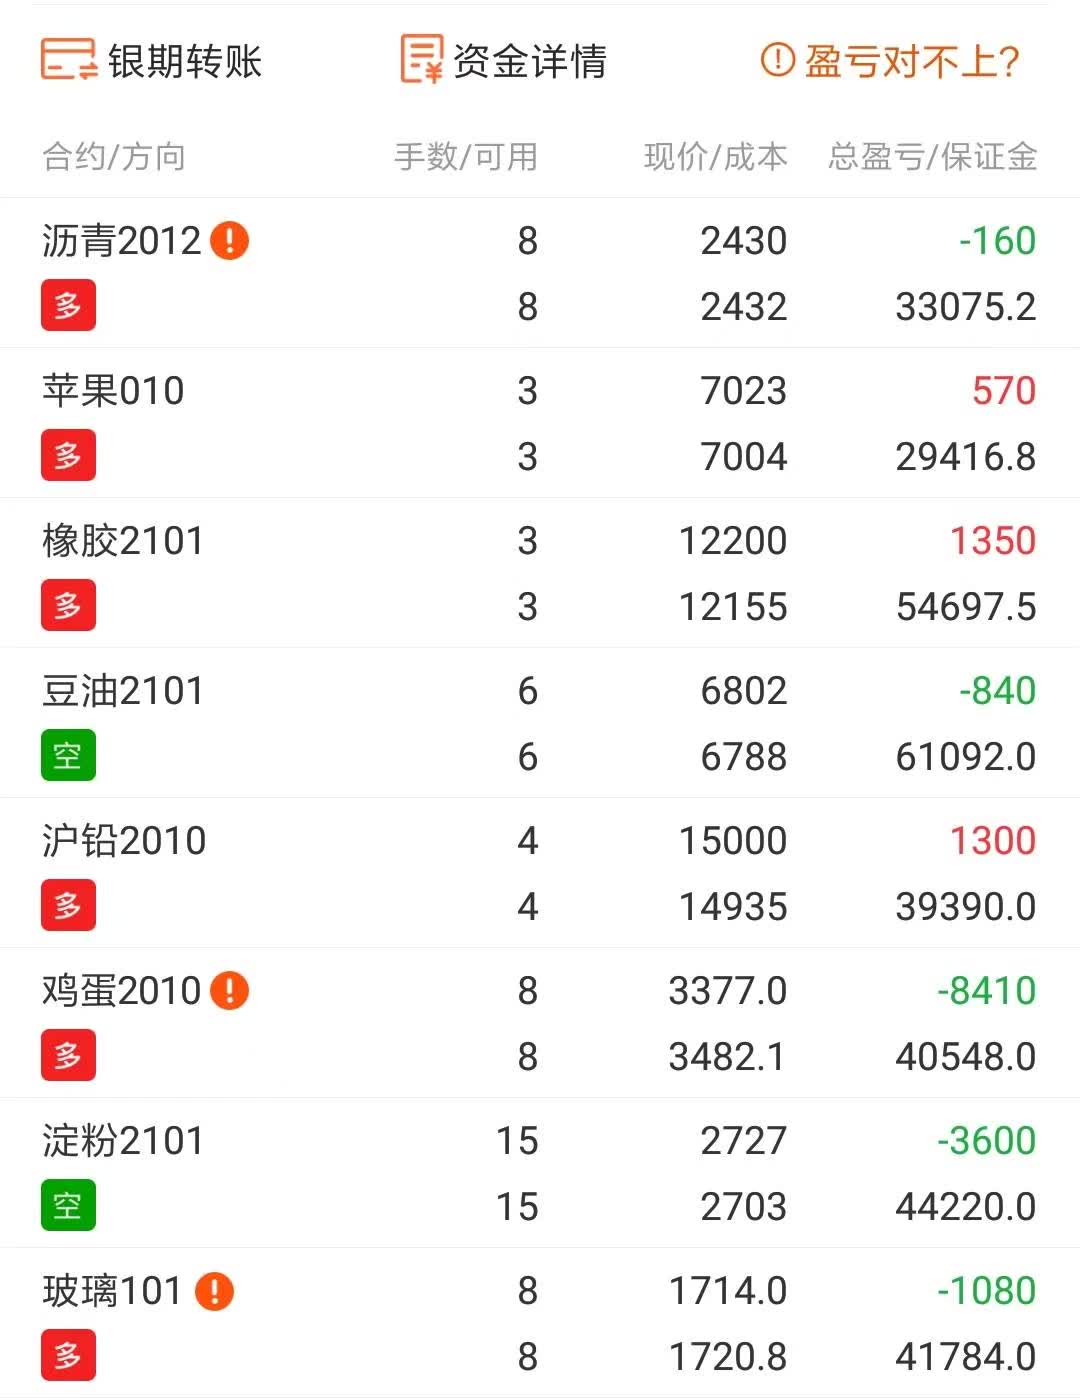 银期转账 资金详情 盈亏对不上?
合约/方向 手数/可用 现价/成本 总盈亏/保证金
沥青2012 8 2430 -160
多 8 2432 33075.2
苹果010 3 7023 570
多 3 7004 29416.8
橡胶2101 3 12200 1350
多 3 12155 54697.5
豆油2101 6 6802 -840
空 6 6788 61092.0
沪铅2010 4 15000 1300
多 4 14935 39390.0
鸡蛋2010 8 3377.0 -8410
多 8 3482.1 40548.0
淀粉2101 15 2727 -3600
空 15 2703 44220.0
玻璃101 8 1714.0 -1080
多 8 1720.8 41784.0